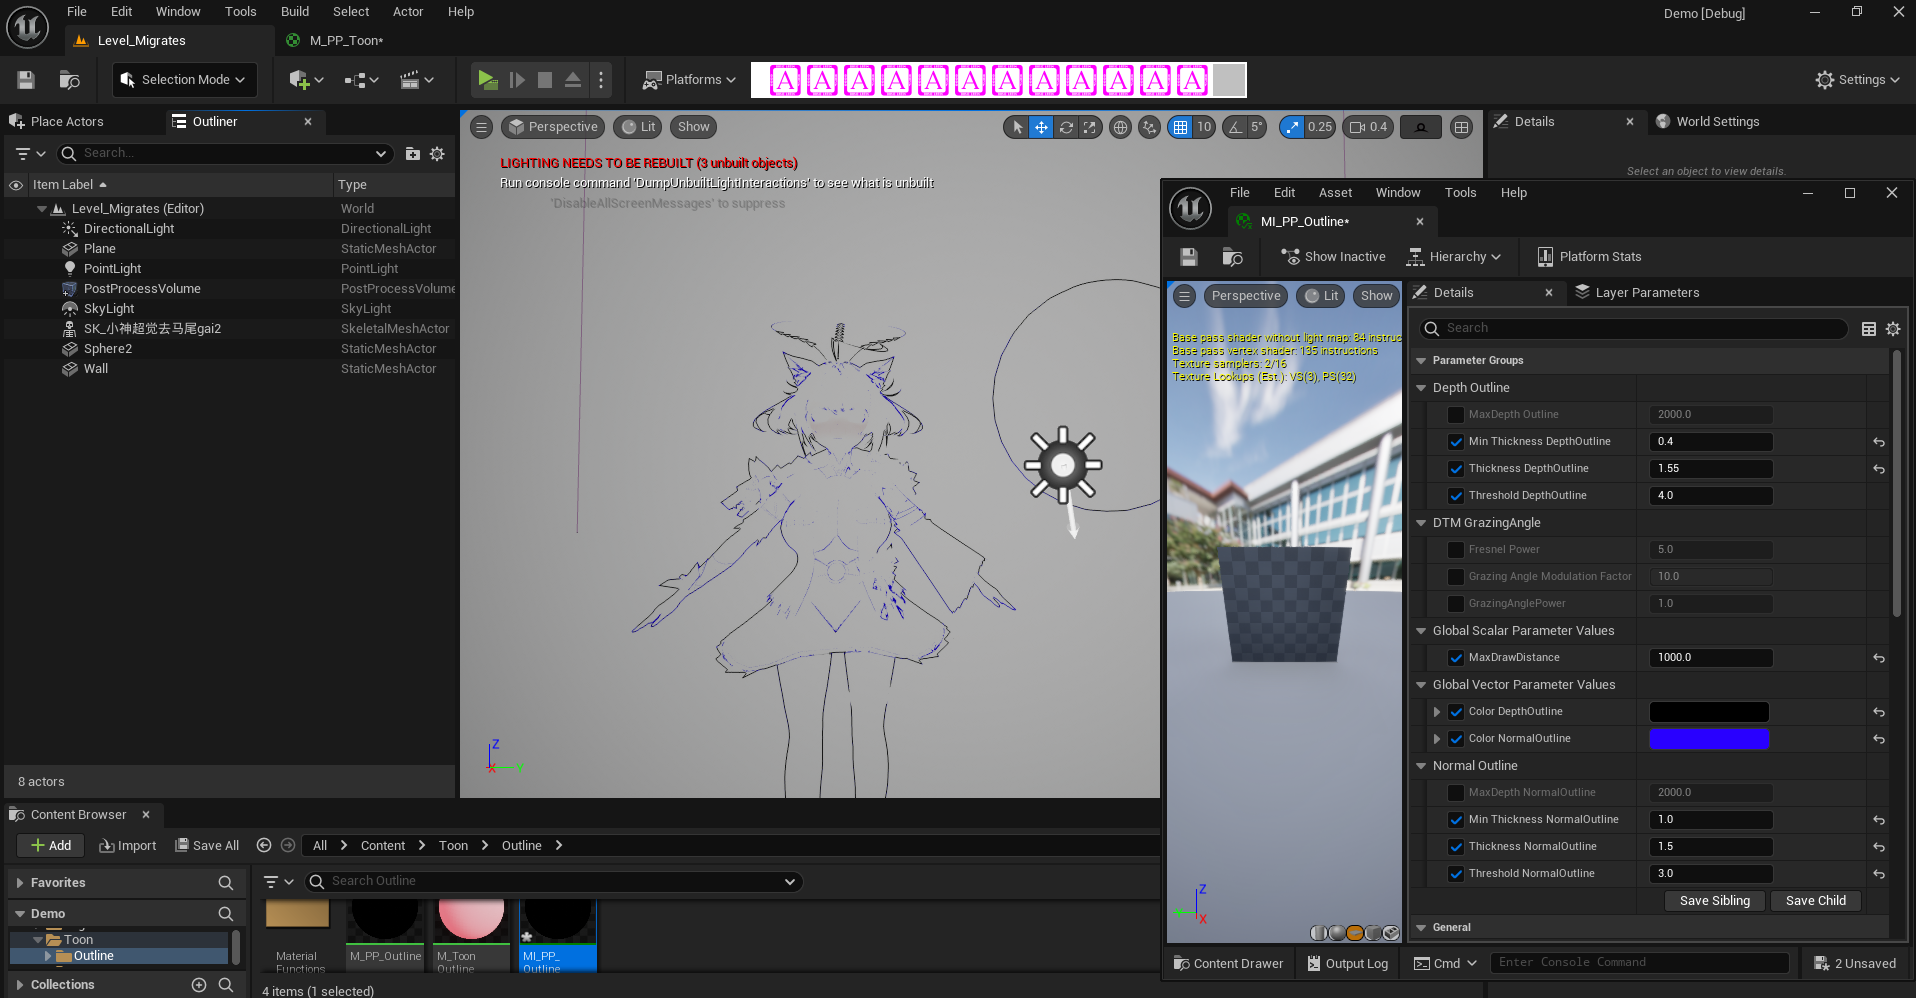 File Edit Window Tools Build Select Actor Help
Demo [Debug]
Level_Migrates
M_PP_Toon*
Selection Mode
Platforms
A A A A A A A A A A A A
Settings
Place Actors
Outliner
Search...
Item Label
Type
Level_Migrates (Editor) World
DirectionalLight DirectionalLight
Plane StaticMeshActor
PointLight PointLight
PostProcessVolume PostProcessVolume
SkyLight SkyLight
SK_小神超觉去马尾gai2 SkeletalMeshActor
Sphere2 StaticMeshActor
Wall StaticMeshActor
8 actors
Perspective Lit Show
10 5° 0.25 0.4
LIGHTING NEEDS TO BE REBUILT (3 unbuilt objects)
Run console command 'DumpUnbuiltLightInteractions' to see what is unbuilt
'DisableAllScreenMessages' to suppress
Z
X Y
Details
World Settings
Select an object to view details.
File Edit Asset Window Tools Help
MI_PP_Outline*
Show Inactive Hierarchy Platform Stats
Perspective Lit Show
Base pass shader without light map: 84 instruc
Base pass vertex shader: 135 instructions
Texture samplers: 2/16
Texture Lookups (Est.): VS(3), PS(32)
Z
Y X
Details
Layer Parameters
Search
Parameter Groups
Depth Outline
MaxDepth Outline 2000.0
Min Thickness DepthOutline 0.4
Thickness DepthOutline 1.55
Threshold DepthOutline 4.0
DTM GrazingAngle
Fresnel Power 5.0
Grazing Angle Modulation Factor 10.0
GrazingAnglePower 1.0
Global Scalar Parameter Values
MaxDrawDistance 1000.0
Global Vector Parameter Values
Color DepthOutline
Color NormalOutline
Normal Outline
MaxDepth NormalOutline 2000.0
Min Thickness NormalOutline 1.0
Thickness NormalOutline 1.5
Threshold NormalOutline 3.0
Save Sibling Save Child
General
Content Drawer Output Log Cmd Enter Console Command 2 Unsaved
Content Browser
Add Import Save All All Content Toon Outline
Favorites
Demo
Toon
Outline
Collections
Search Outline
Material
Functions
M_PP_Outline
M_Toon
Outline
MI_PP_
Outline
4 items (1 selected)